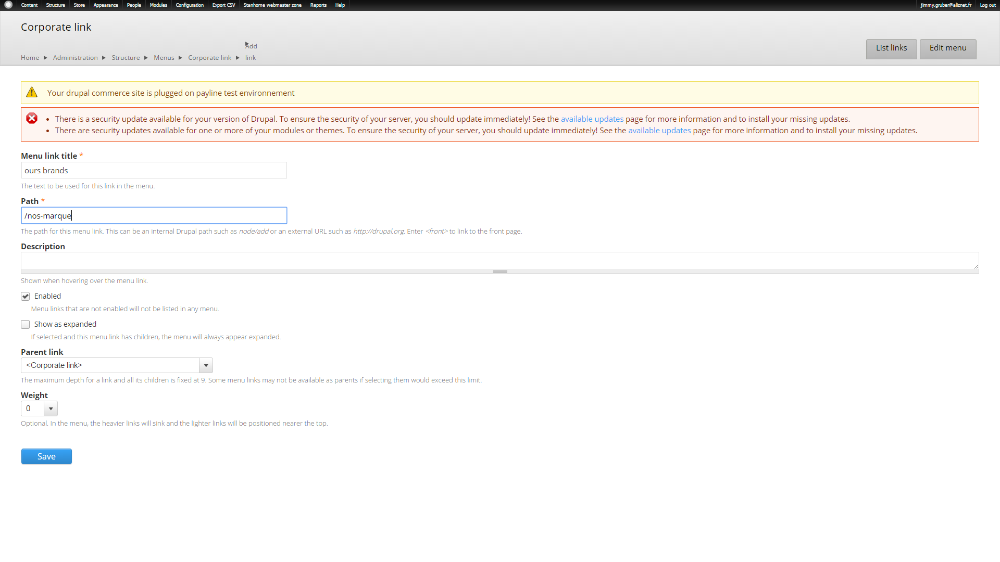 Content Structure Store Appearance People Modules Configuration Export CSV Stanhome webmaster zone Reports Help jimmy.gruber@aliznet.fr Log out
Corporate link
Home Administration Structure Menus Corporate link Add link
List links Edit menu
Your drupal commerce site is plugged on payline test environnement
There is a security update available for your version of Drupal. To ensure the security of your server, you should update immediately! See the available updates page for more information and to install your missing updates.
There are security updates available for one or more of your modules or themes. To ensure the security of your server, you should update immediately! See the available updates page for more information and to install your missing updates.
Menu link title *
ours brands
The text to be used for this link in the menu.
Path *
/nos-marque
The path for this menu link. This can be an internal Drupal path such as node/add or an external URL such as http://drupal.org. Enter <front> to link to the front page.
Description
Shown when hovering over the menu link.
Enabled
Menu links that are not enabled will not be listed in any menu.
Show as expanded
If selected and this menu link has children, the menu will always appear expanded.
Parent link
<Corporate link>
The maximum depth for a link and all its children is fixed at 9. Some menu links may not be available as parents if selecting them would exceed this limit.
Weight
0
Optional. In the menu, the heavier links will sink and the lighter links will be positioned nearer the top.
Save